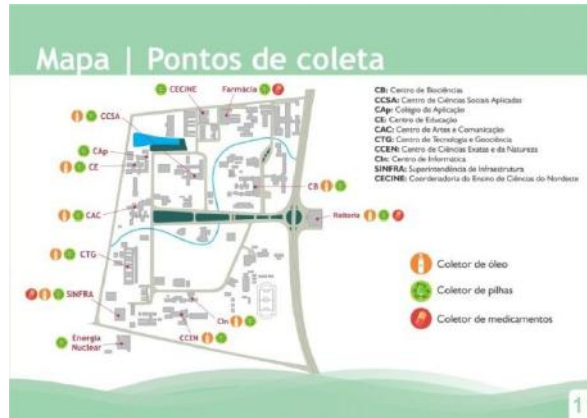 Mapa | Pontos de coleta
CECINE
Farmácia
CCSA
CAp
CE
CB
CAC
Reitoria
CTG
SINFRA
CIn
CCEN
Energia
Nuclear
CB: Centro de Biociências
CCSA: Centro de Ciências Sociais Aplicadas
CAp: Colégio de Aplicação
CE: Centro de Educação
CAC: Centro de Artes e Comunicação
CTG: Centro de Tecnologia e Geociência
CCEN: Centro de Ciências Exatas e da Natureza
CIn: Centro de Informática
SINFRA: Superintendência de Infraestrutura
CECINE: Coordenadoria do Ensino de Ciências do Nordeste
Coletor de óleo
Coletor de pilhas
Coletor de medicamentos
1